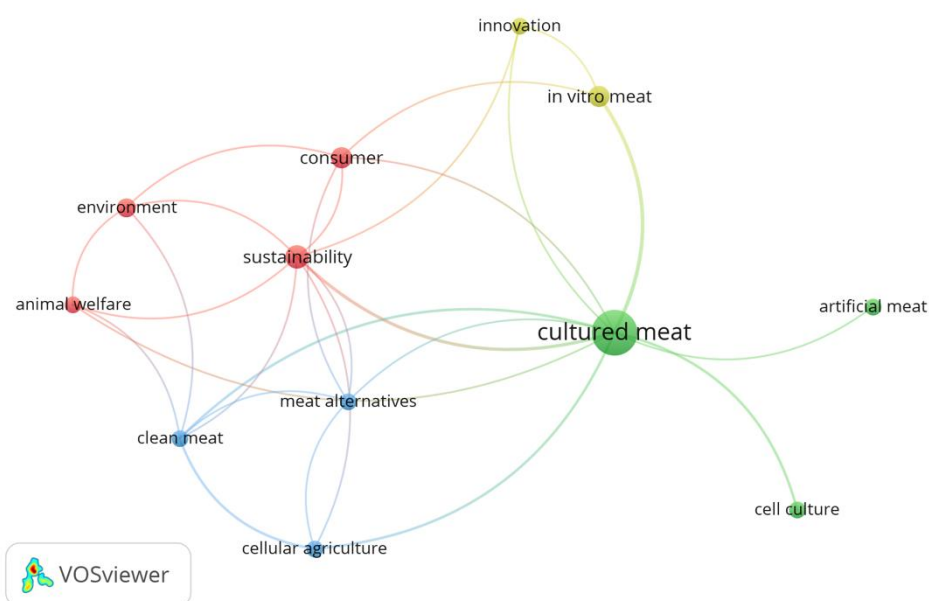 innovation
in vitro meat
consumer
environment
sustainability
animal welfare
artificial meat
cultured meat
meat alternatives
clean meat
cell culture
cellular agriculture
VOSviewer